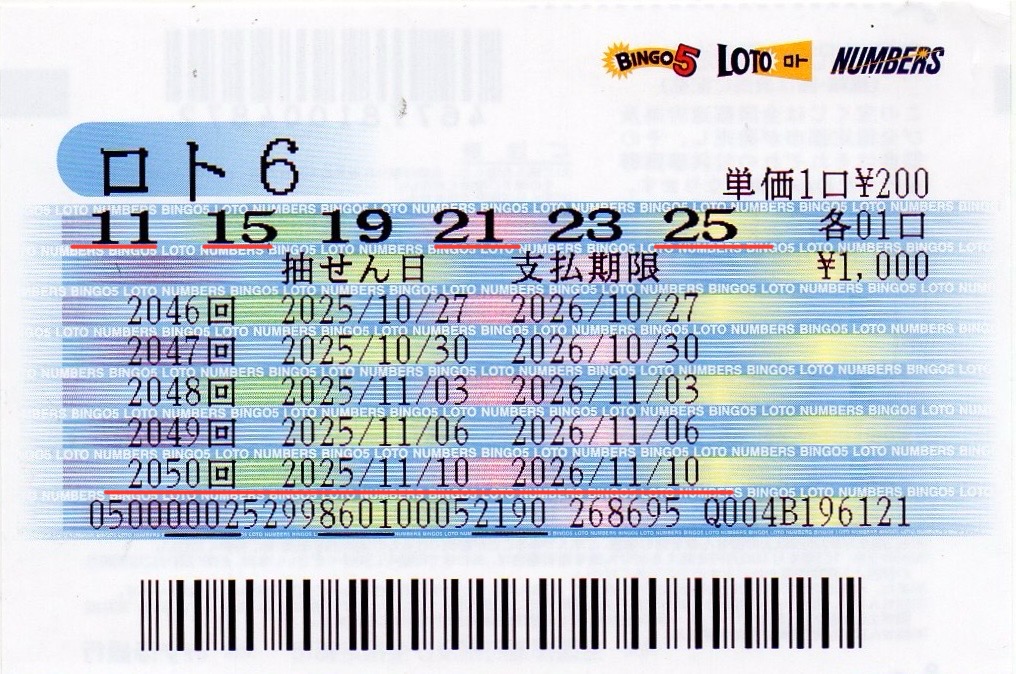 BINGO5 LOTO ロト NUMBERS
ロト6
単価1口¥200
11 15 19 21 23 25 各01口
抽せん日 支払期限 ¥1,000
2046回 2025/10/27 2026/10/27
2047回 2025/10/30 2026/10/30
2048回 2025/11/03 2026/11/03
2049回 2025/11/06 2026/11/06
2050回 2025/11/10 2026/11/10
050000025299860100052190 268695 Q004B196121